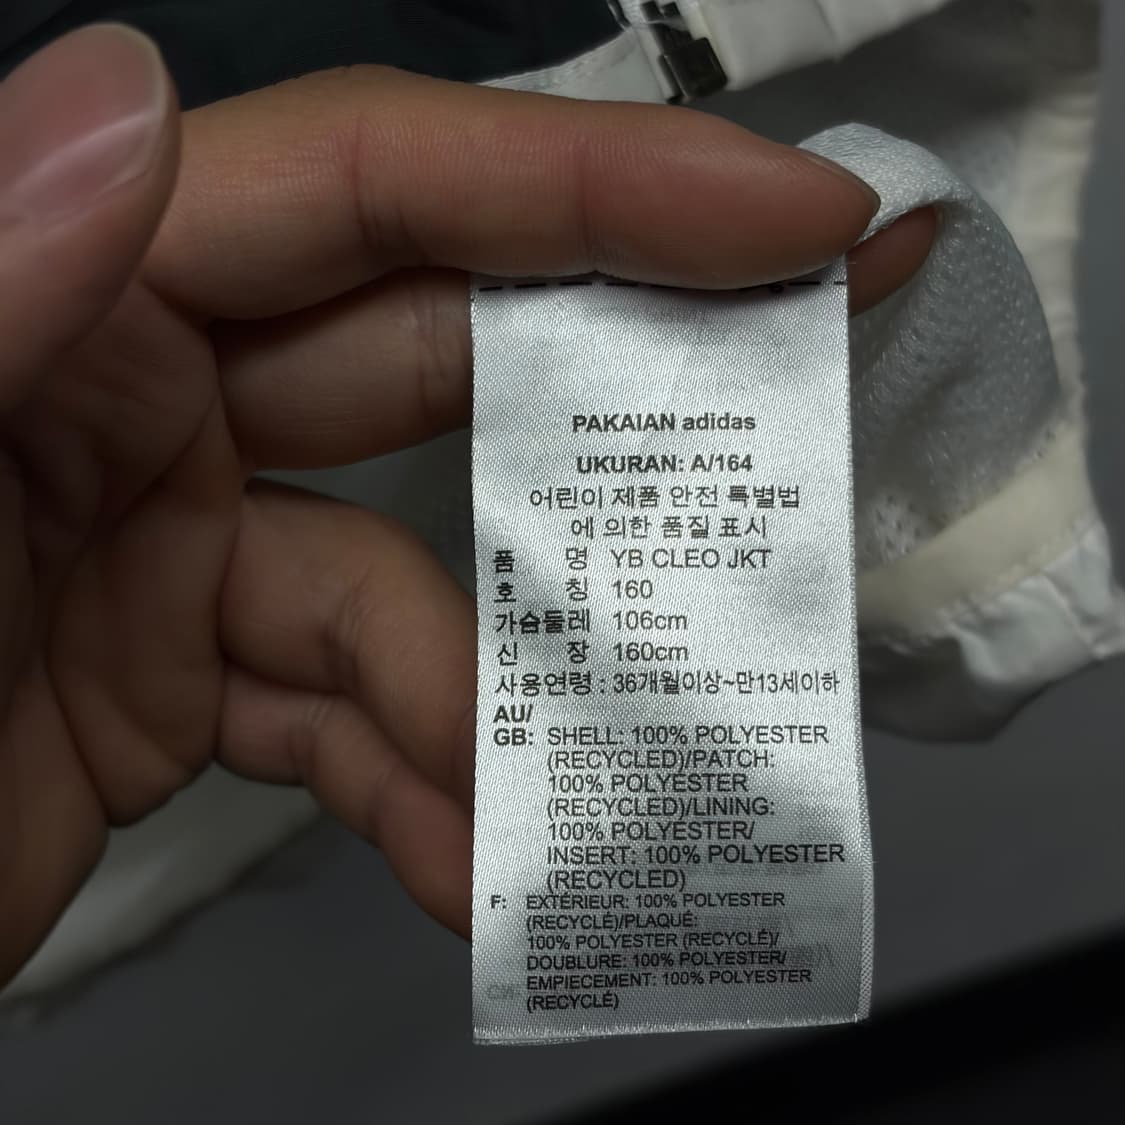 PAKAIAN adidas
UKURAN: A/164
어린이 제품 안전 특별법
에 의한 품질 표시
품 명 YB CLEO JKT
호 칭 160
가슴둘레 106cm
신 장 160cm
사용연령 : 36개월이상~만13세이하
AU/
GB: SHELL: 100% POLYESTER
(RECYCLED)/PATCH:
100% POLYESTER
(RECYCLED)/LINING:
100% POLYESTER/
INSERT: 100% POLYESTER
(RECYCLED)
F: EXTÉRIEUR: 100% POLYESTER
(RECYCLÉ)/PLAQUÉ:
100% POLYESTER (RECYCLÉ)/
DOUBLURE: 100% POLYESTER/
EMPIECEMENT: 100% POLYESTER
(RECYCLÉ)